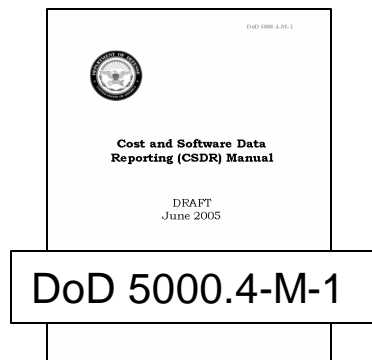 DoD 5000.4-M-1
Cost and Software Data
Reporting (CSDR) Manual
DRAFT
June 2005
DoD 5000.4-M-1